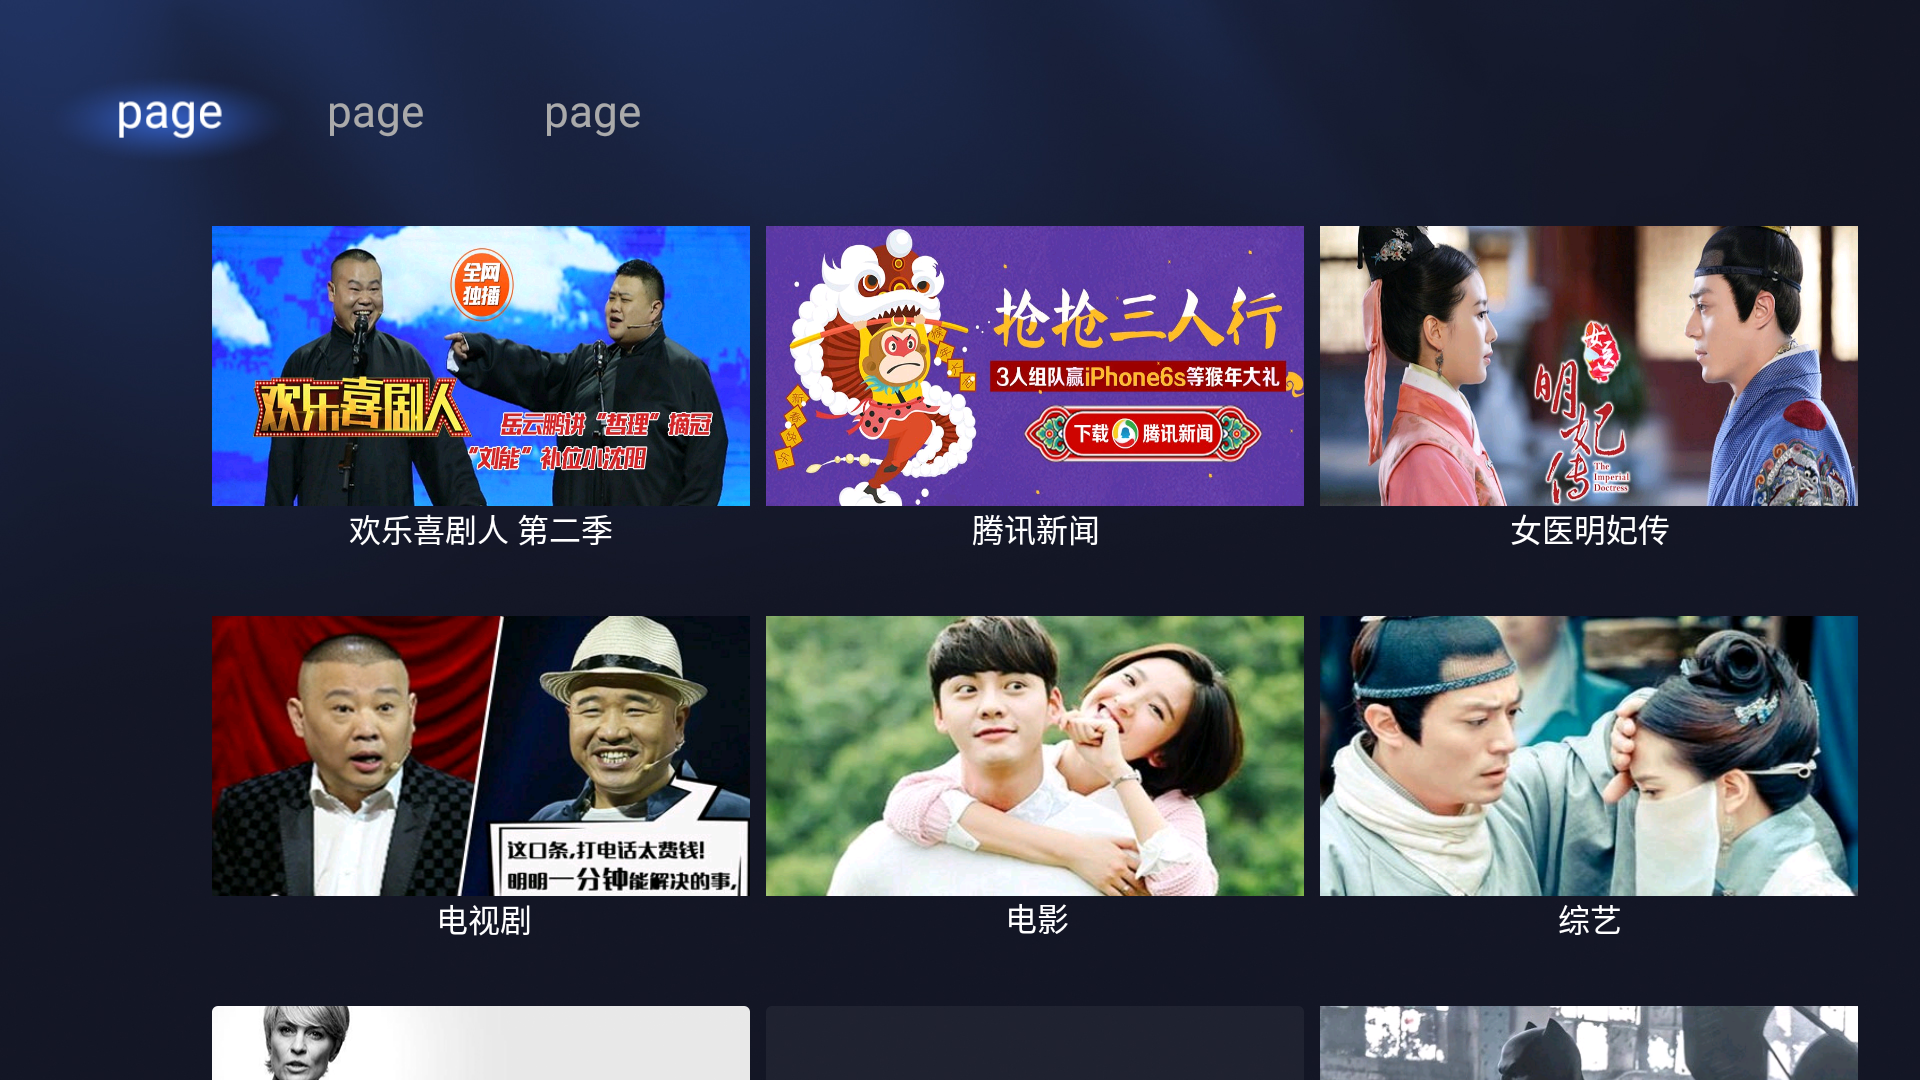 page
page
page
全网
独播
欢乐喜剧人
岳云鹏讲“哲理”摘冠
“刘能”补位小沈阳
抢抢三人行
3人组队赢iPhone6s等猴年大礼
下载 腾讯新闻
女医
明妃传
The Imperial Doctress
欢乐喜剧人 第二季
腾讯新闻
女医明妃传
这口条,打电话太费钱!
明明一分钟能解决的事,
电视剧
电影
综艺